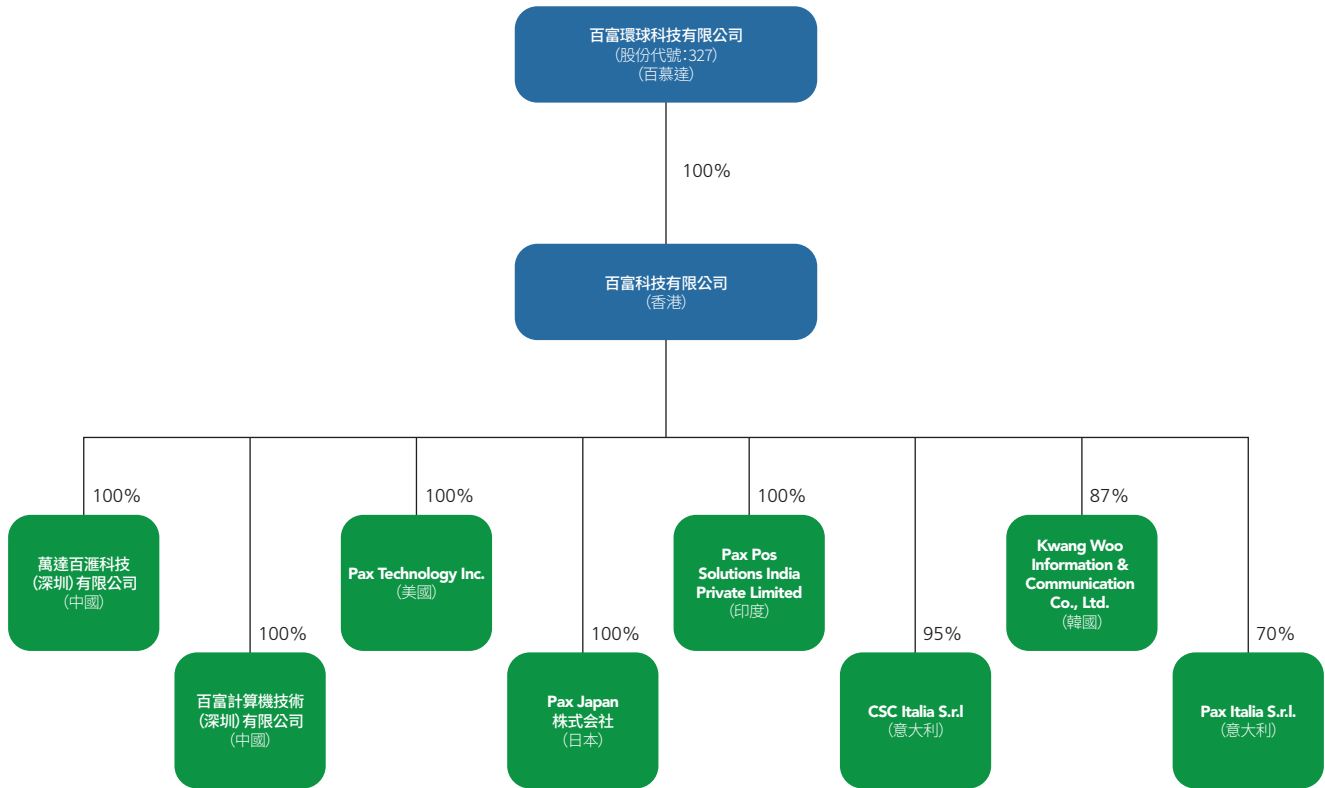 百富環球科技有限公司
(股份代號:327)
(百慕達)
100%
百富科技有限公司
(香港)
100%
萬達百滙科技
(深圳)有限公司
(中國)
100%
百富計算機技術
(深圳)有限公司
(中國)
100%
Pax Technology Inc.
(美國)
100%
Pax Japan
株式会社
(日本)
100%
Pax Pos
Solutions India
Private Limited
(印度)
95%
CSC Italia S.r.l
(意大利)
87%
Kwang Woo
Information &
Communication
Co., Ltd.
(韓國)
70%
Pax Italia S.r.l.
(意大利)